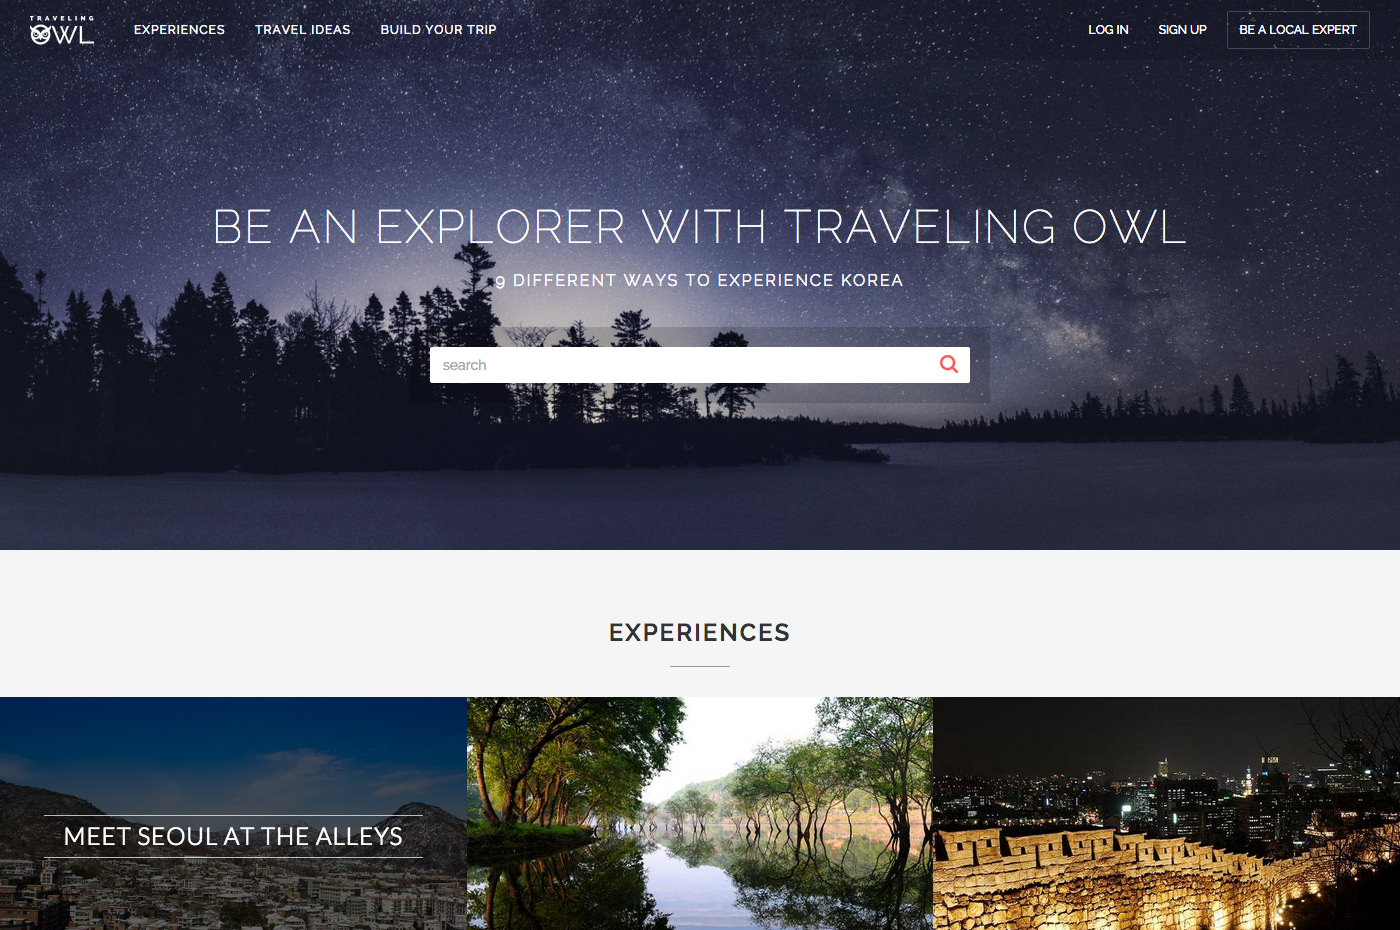 TRAVELING
OWL
EXPERIENCES
TRAVEL IDEAS
BUILD YOUR TRIP
LOG IN
SIGN UP
BE A LOCAL EXPERT
BE AN EXPLORER WITH TRAVELING OWL
9 DIFFERENT WAYS TO EXPERIENCE KOREA
search
EXPERIENCES
MEET SEOUL AT THE ALLEYS